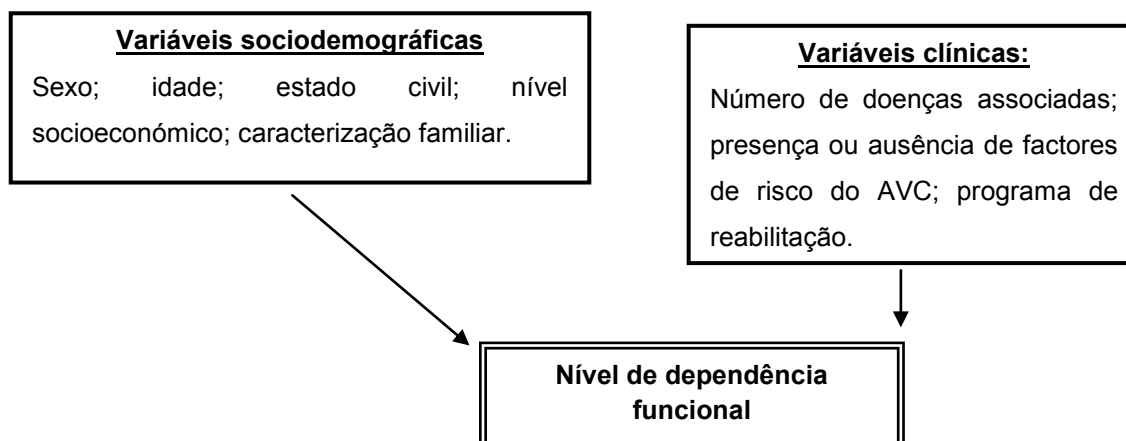 Variáveis sociodemográficas
Sexo; idade; estado civil; nível
socioeconómico; caracterização familiar.
Variáveis clínicas:
Número de doenças associadas;
presença ou ausência de factores
de risco do AVC; programa de
reabilitação.
Nível de dependência
funcional